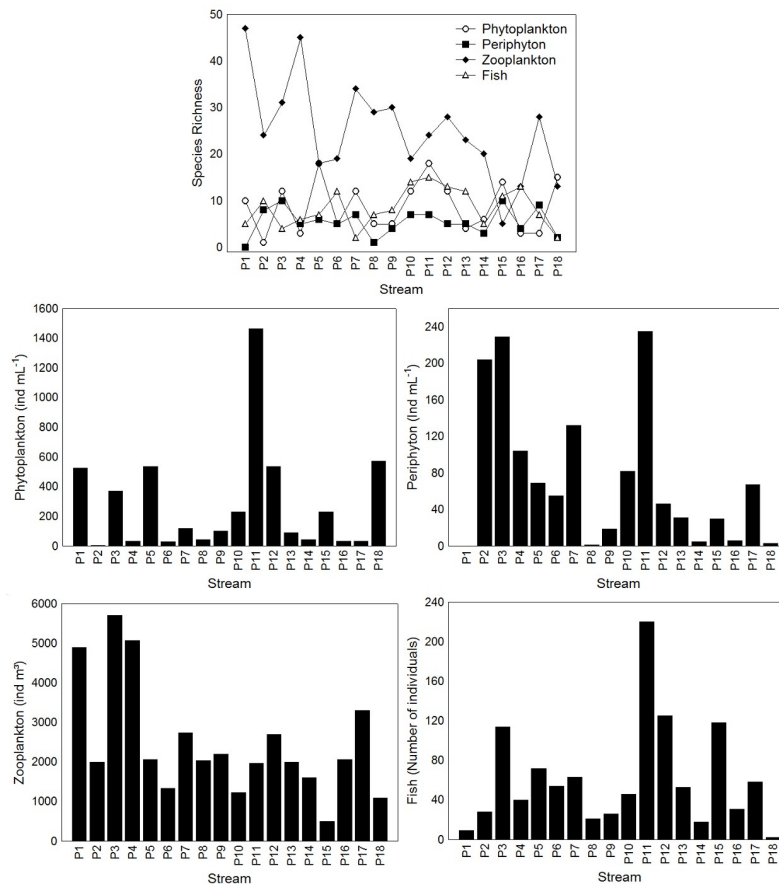 50
40
30
20
10
0
Species Richness
Phytoplankton
Periphyton
Zooplankton
Fish
P1 P2 P3 P4 P5 P6 P7 P8 P9 P10 P11 P12 P13 P14 P15 P16 P17 P18
Stream
1600
1400
1200
1000
800
600
400
200
0
Phytoplankton (ind mL⁻¹)
P1 P2 P3 P4 P5 P6 P7 P8 P9 P10 P11 P12 P13 P14 P15 P16 P17 P18
Stream
240
200
160
120
80
40
0
Periphyton (Ind mL⁻¹)
P1 P2 P3 P4 P5 P6 P7 P8 P9 P10 P11 P12 P13 P14 P15 P16 P17 P18
Stream
6000
5000
4000
3000
2000
1000
0
Zooplankton (ind m³)
P1 P2 P3 P4 P5 P6 P7 P8 P9 P10 P11 P12 P13 P14 P15 P16 P17 P18
Stream
240
200
160
120
80
40
0
Fish (Number of individuals)
P1 P2 P3 P4 P5 P6 P7 P8 P9 P10 P11 P12 P13 P14 P15 P16 P17 P18
Stream